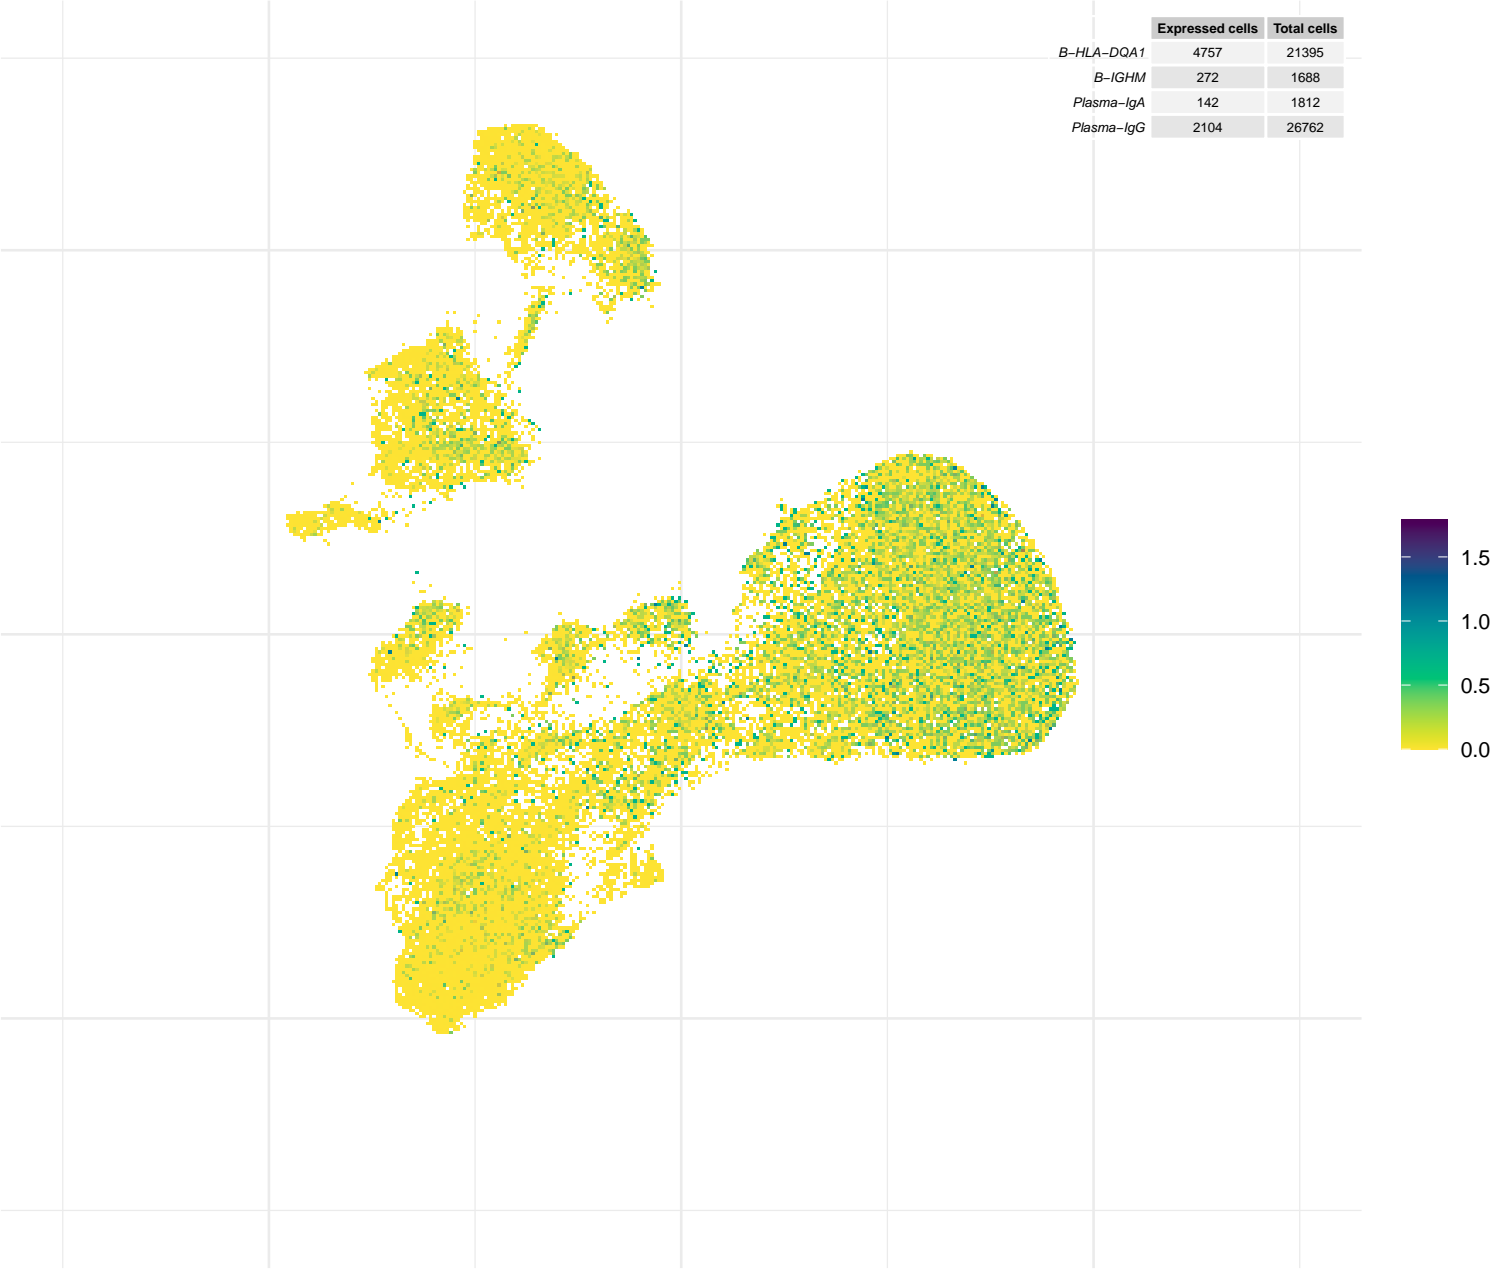 Expressed cells Total cells
B−HLA−DQA1 4757 21395
B−IGHM 272 1688
Plasma−IgA 142 1812
Plasma−IgG 2104 26762
1.5
1.0
0.5
0.0